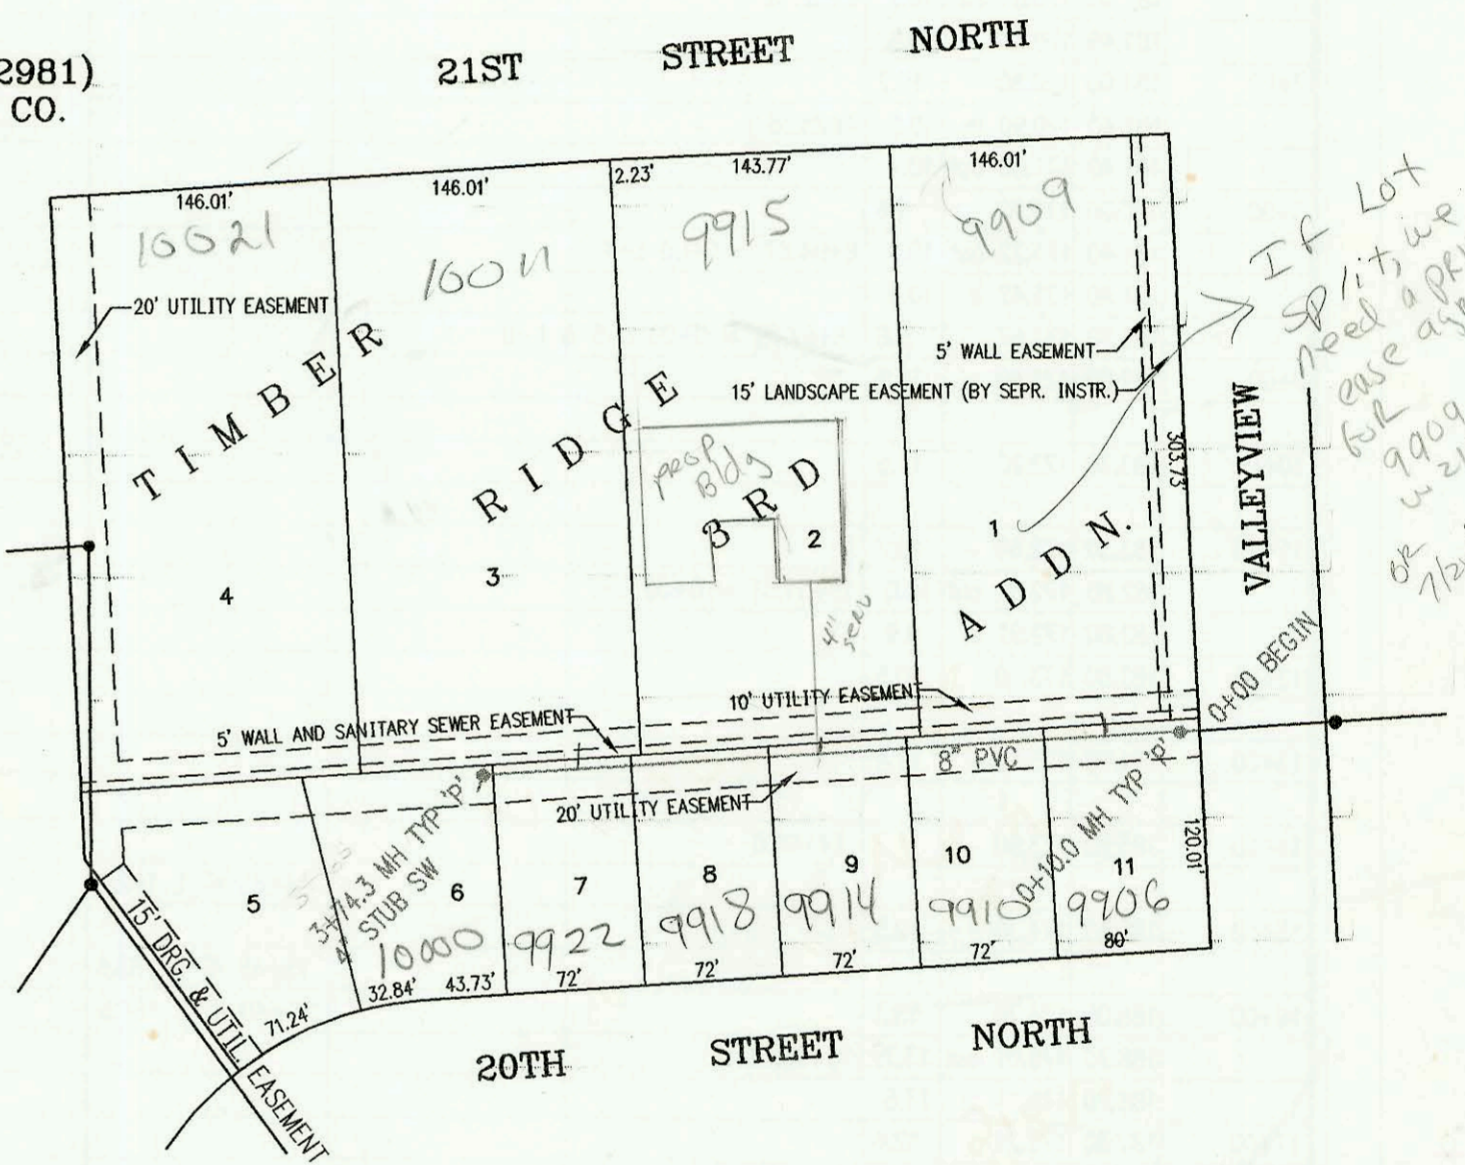 2981)
CO.
21ST STREET NORTH
146.01'
146.01'
2.23'
143.77'
146.01'
10021
10011
9915
9909
20' UTILITY EASEMENT
5' WALL EASEMENT
15' LANDSCAPE EASEMENT (BY SEPR. INSTR.)
TIMBER RIDGE 3RD ADDN.
prop
Bldg
4
3
2
1
303.73'
VALLEYVIEW
If Lot
split, we
need a
ease
for
9909
BR
4"
serv
0+00 BEGIN
10' UTILITY EASEMENT
5' WALL AND SANITARY SEWER EASEMENT
8" PVC
20' UTILITY EASEMENT
3+74.3 MH TYP 'P'
4" STUB SW
0+10.0 MH TYP 'P'
120.01'
5
6
7
8
9
10
11
10000
9922
9918
9914
9910
9906
71.24'
32.84'
43.73'
72'
72'
72'
72'
80'
15' DRG. & UTIL. EASEMENT
20TH STREET NORTH